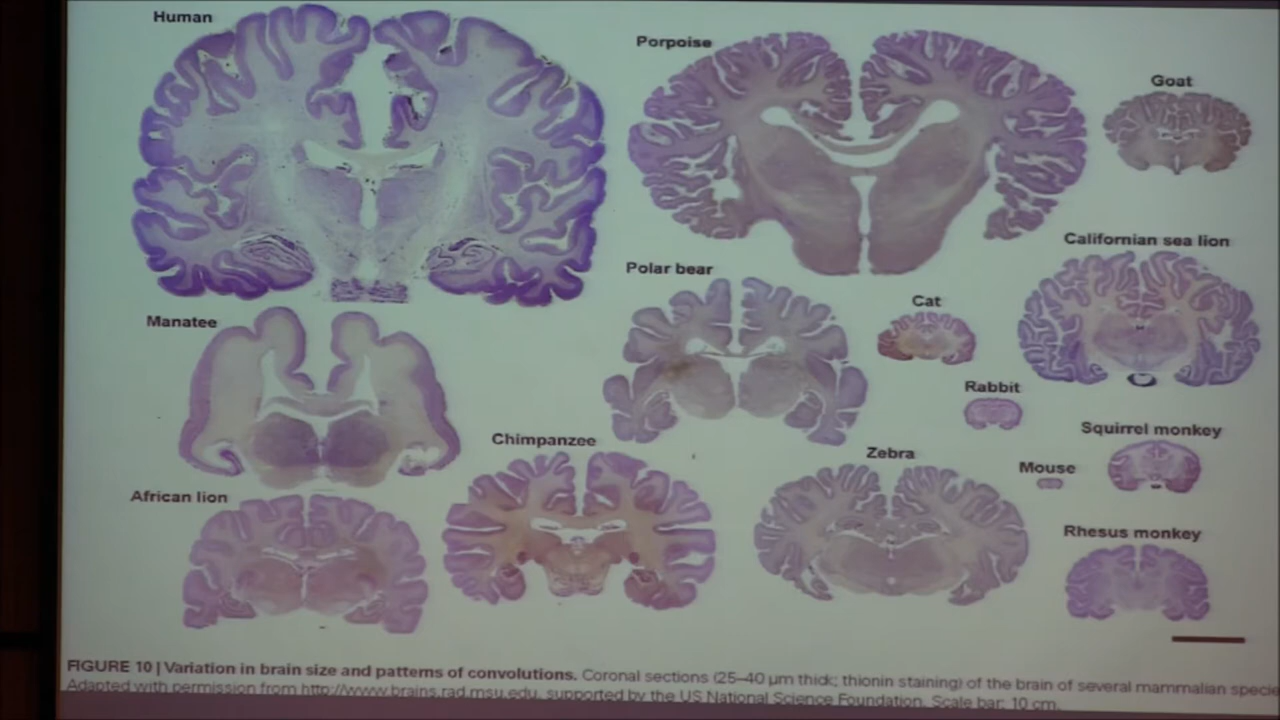 Human
Porpoise
Goat
Californian sea lion
Polar bear
Cat
Manatee
Rabbit
Squirrel monkey
Chimpanzee
Zebra
Mouse
African lion
Rhesus monkey
FIGURE 10 | Variation in brain size and patterns of convolutions. Coronal sections (25–40 μm thick; thionin staining) of the brain of several mammalian specie
Adapted with permission from http://www.brains.rad.msu.edu, supported by the US National Science Foundation. Scale bar: 10 cm.